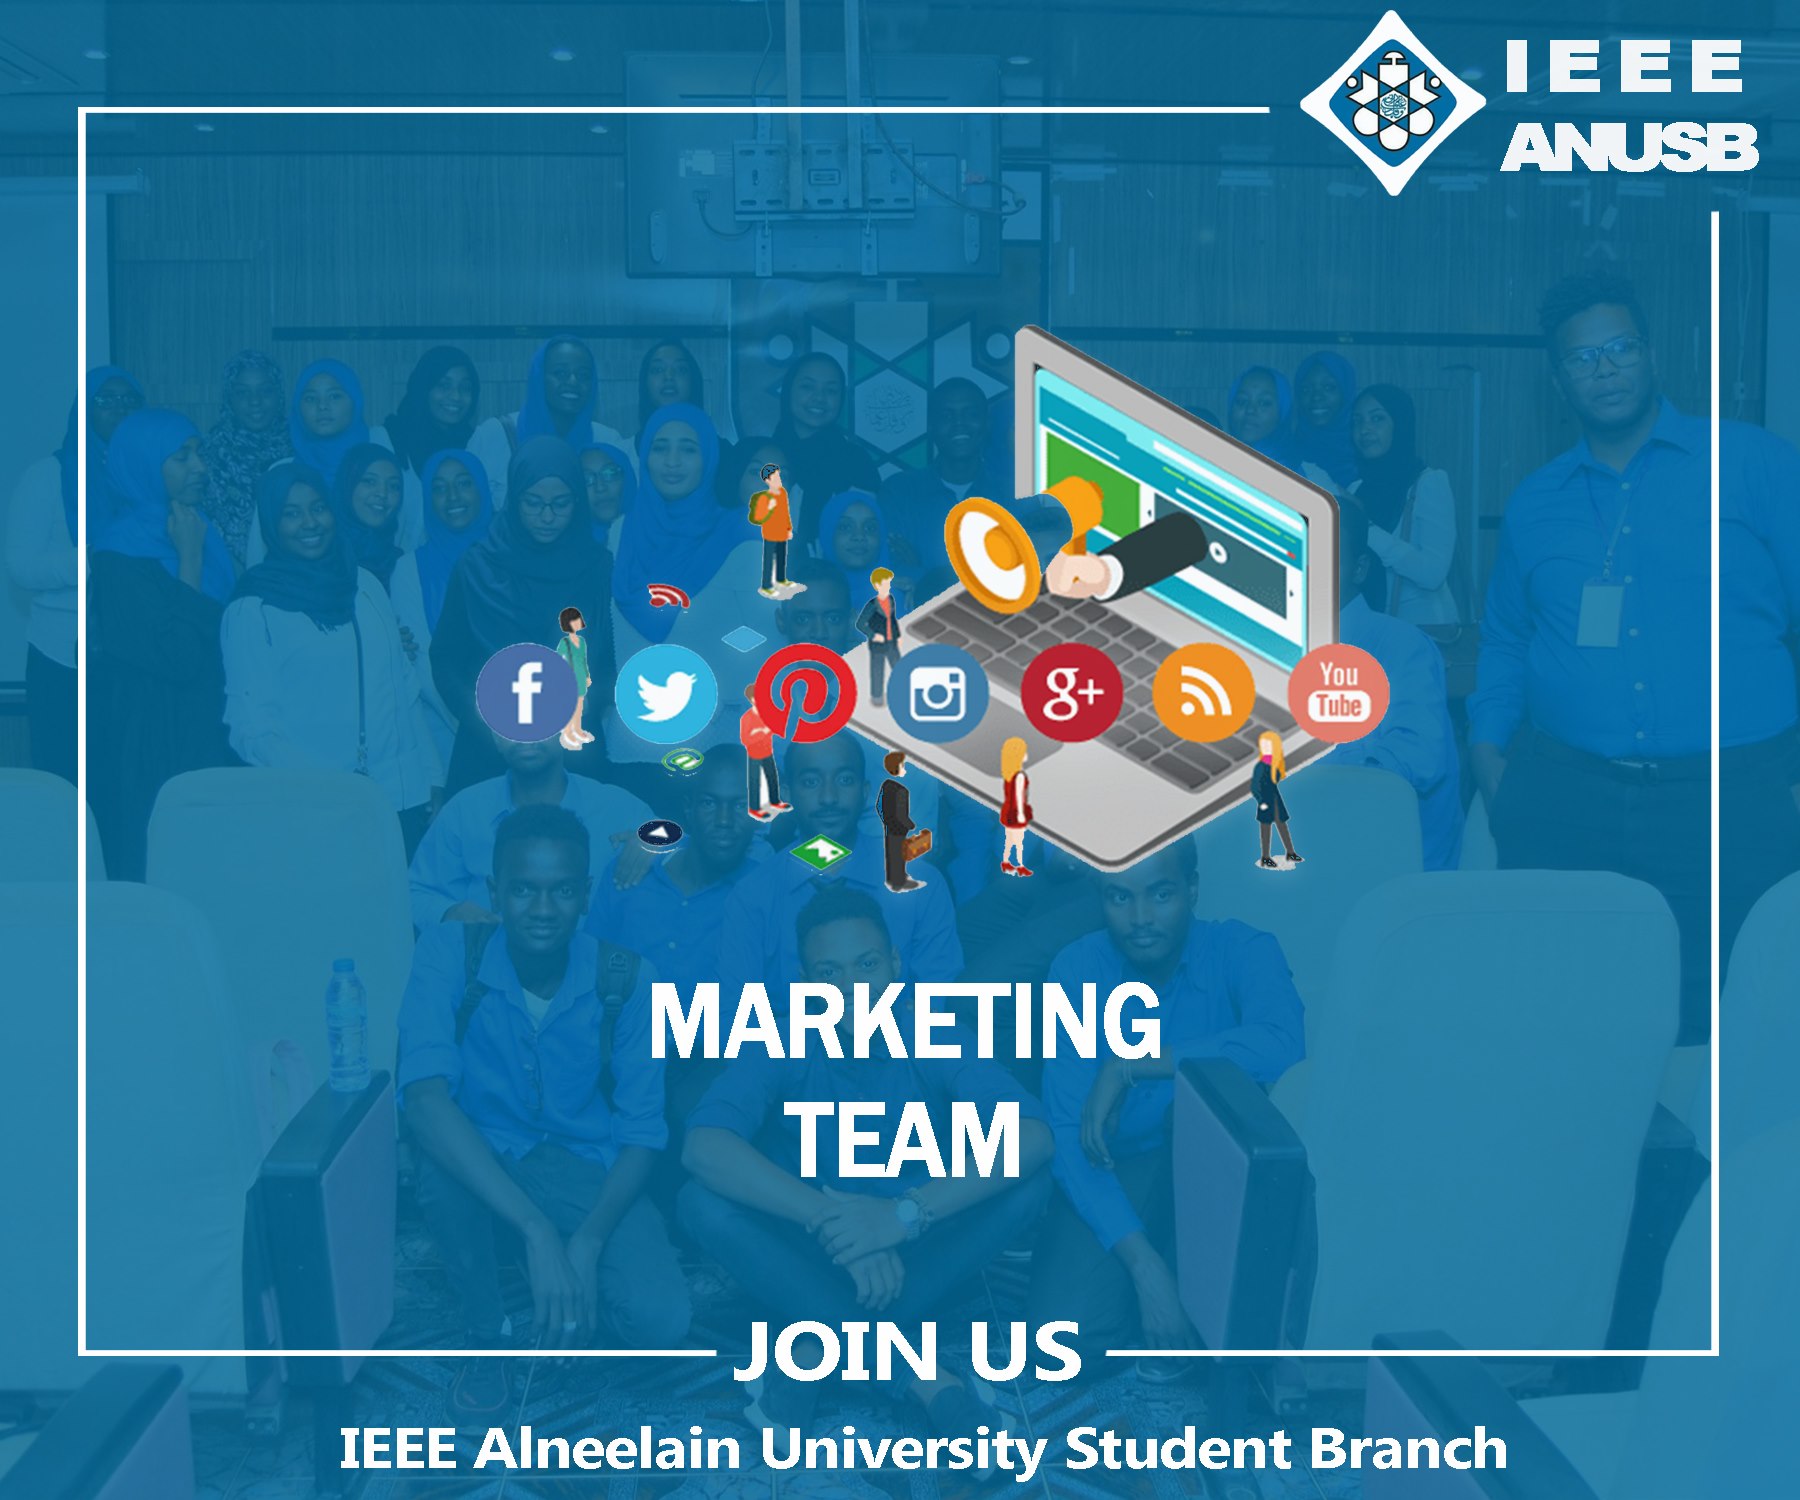 IEEE
ANUSB
f
g+
You
Tube
MARKETING
TEAM
JOIN US
IEEE Alneelain University Student Branch